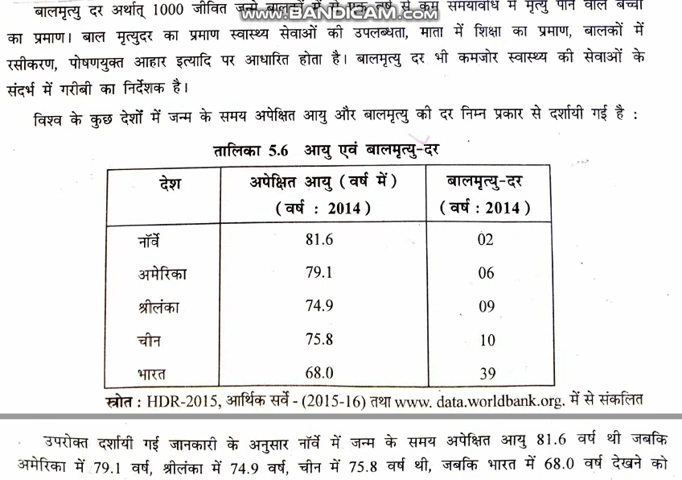 www.BANDICAM.com
बालमृत्यु दर अर्थात् 1000 जीवित जन्मे बालकों में से एक वर्ष से कम समयावधि में मृत्यु पाने वाले बच्चों
का प्रमाण। बाल मृत्युदर का प्रमाण स्वास्थ्य सेवाओं की उपलब्धता, माता में शिक्षा का प्रमाण, बालकों में
रसीकरण, पोषणयुक्त आहार इत्यादि पर आधारित होता है। बालमृत्यु दर भी कमजोर स्वास्थ्य की सेवाओं के
संदर्भ में गरीबी का निर्देशक है।
विश्व के कुछ देशों में जन्म के समय अपेक्षित आयु और बालमृत्यु की दर निम्न प्रकार से दर्शायी गई है :
तालिका 5.6 आयु एवं बालमृत्यु-दर
देश अपेक्षित आयु (वर्ष में) बालमृत्यु-दर
(वर्ष : 2014) (वर्ष : 2014)
नॉर्वे 81.6 02
अमेरिका 79.1 06
श्रीलंका 74.9 09
चीन 75.8 10
भारत 68.0 39
स्त्रोत : HDR-2015, आर्थिक सर्वे - (2015-16) तथा www. data.worldbank.org. में से संकलित
उपरोक्त दर्शायी गई जानकारी के अनुसार नॉर्वे में जन्म के समय अपेक्षित आयु 81.6 वर्ष थी जबकि
अमेरिका में 79.1 वर्ष, श्रीलंका में 74.9 वर्ष, चीन में 75.8 वर्ष थी, जबकि भारत में 68.0 वर्ष देखने को